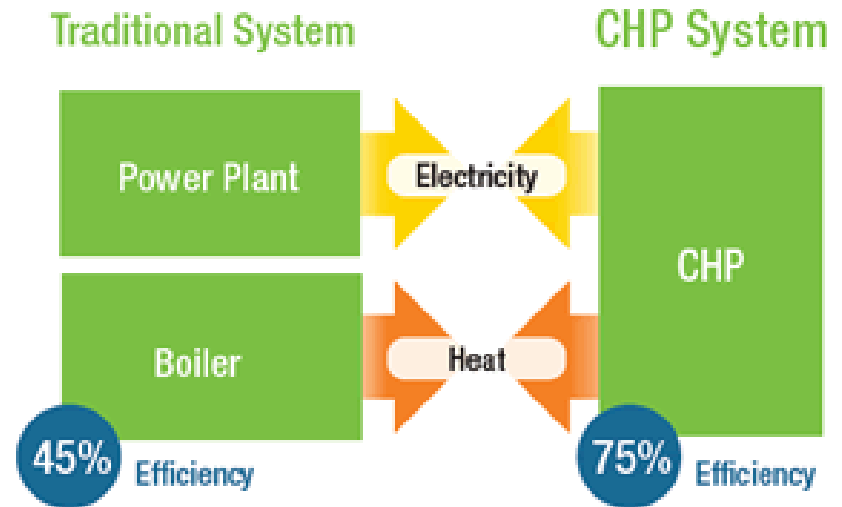 Traditional System
CHP System
Power Plant
Electricity
CHP
Boiler
Heat
45% Efficiency
75% Efficiency